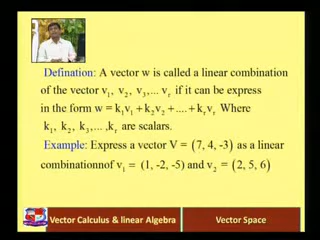 Defination: A vector w is called a linear combination
of the vector v₁, v₂, v₃,... vᵣ if it can be express
in the form w = k₁v₁ + k₂v₂ + .... + kᵣvᵣ Where
k₁, k₂, k₃,..., kᵣ are scalars.
Example: Express a vector V = (7, 4, -3) as a linear
combinationnof v₁ = (1, -2, -5) and v₂ = (2, 5, 6)
Vector Calculus & linear Algebra
Vector Space